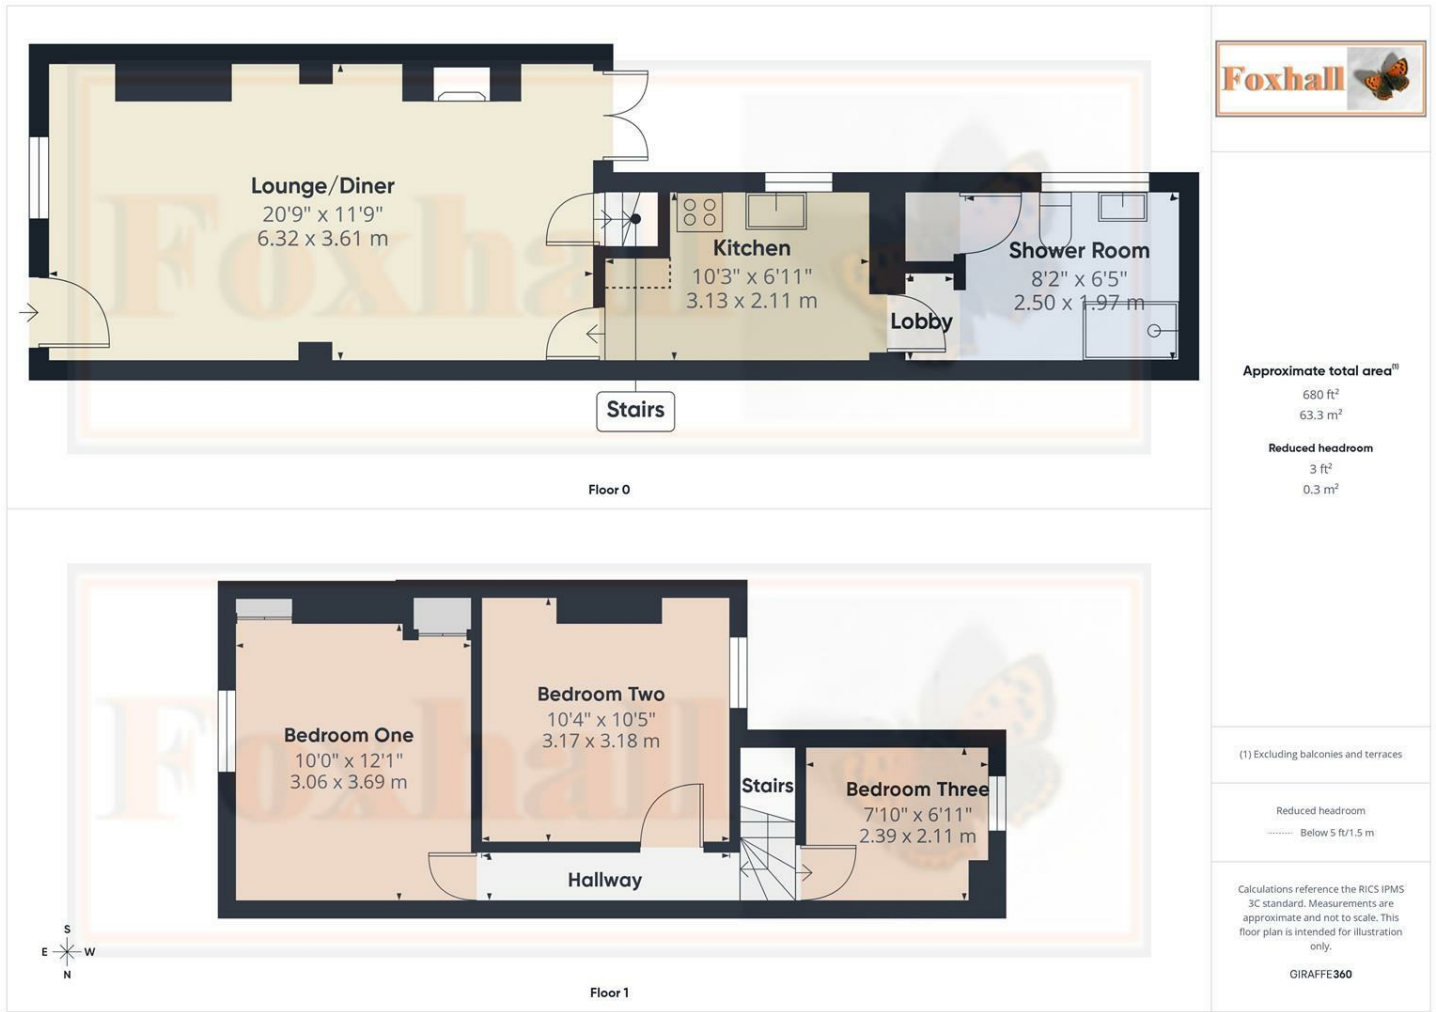 Foxhall
Lounge/Diner
20'9" x 11'9"
6.32 x 3.61 m
Kitchen
10'3" x 6'11"
3.13 x 2.11 m
Shower Room
8'2" x 6'5"
2.50 x 1.97 m
Lobby
Stairs
Foxhall
Floor 0
Bedroom One
10'0" x 12'1"
3.06 x 3.69 m
Bedroom Two
10'4" x 10'5"
3.17 x 3.18 m
Stairs
Bedroom Three
7'10" x 6'11"
2.39 x 2.11 m
Hallway
Foxhall
S
E W
N
Floor 1
Approximate total area(1)
680 ft²
63.3 m²
Reduced headroom
3 ft²
0.3 m²
(1) Excluding balconies and terraces
Reduced headroom
Below 5 ft/1.5 m
Calculations reference the RICS IPMS
3C standard. Measurements are
approximate and not to scale. This
floor plan is intended for illustration
only.
GIRAFFE360